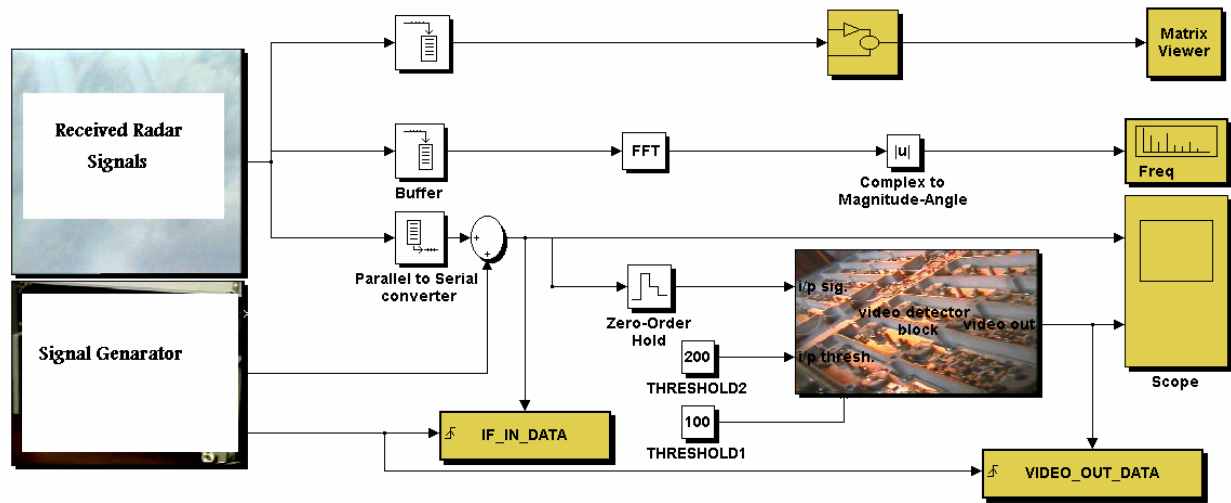 Matrix
Viewer
Received Radar
Signals
Buffer
FFT
|u|
Complex to
Magnitude-Angle
Freq
Parallel to Serial
converter
+
+
Zero-Order
Hold
i/p sig.
video detector
block
video out
i/p thresh.
Scope
Signal Genarator
200
THRESHOLD2
100
THRESHOLD1
IF_IN_DATA
VIDEO_OUT_DATA